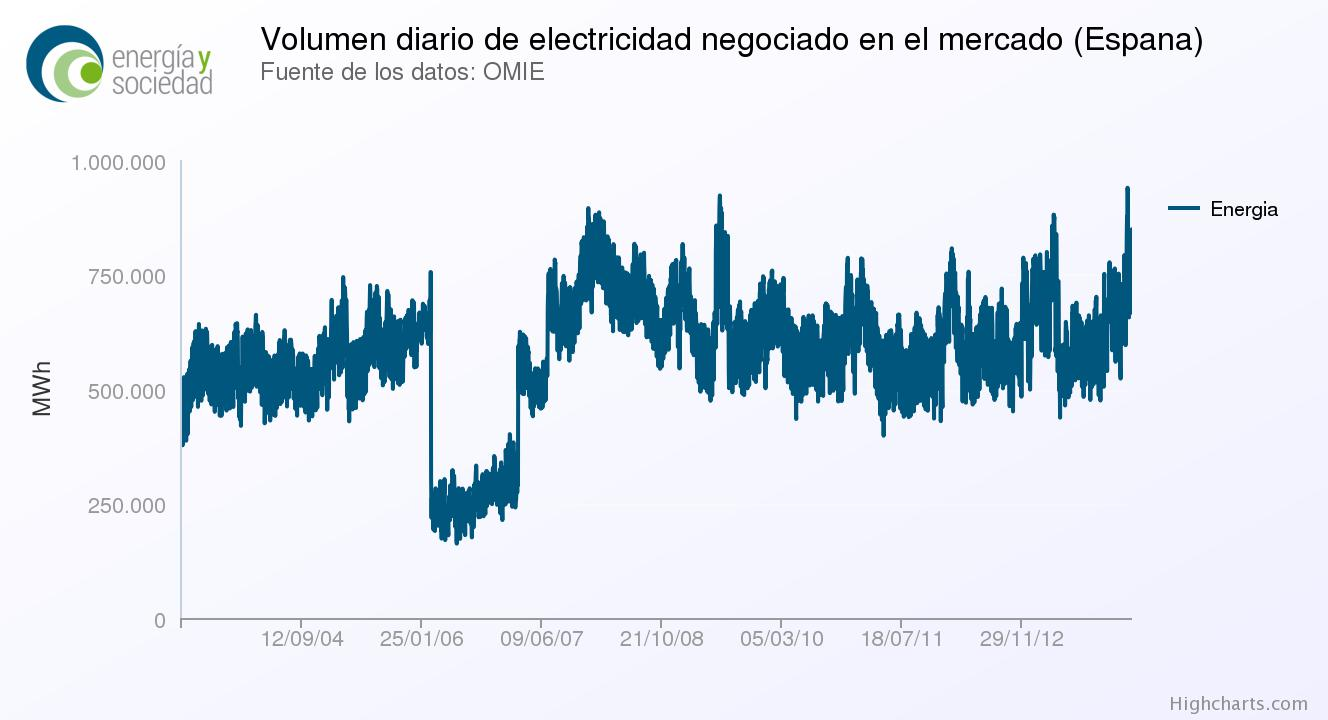 energía y
sociedad
Volumen diario de electricidad negociado en el mercado (Espana)
Fuente de los datos: OMIE
1.000.000
750.000
500.000
250.000
0
MWh
Energia
12/09/04 25/01/06 09/06/07 21/10/08 05/03/10 18/07/11 29/11/12
Highcharts.com